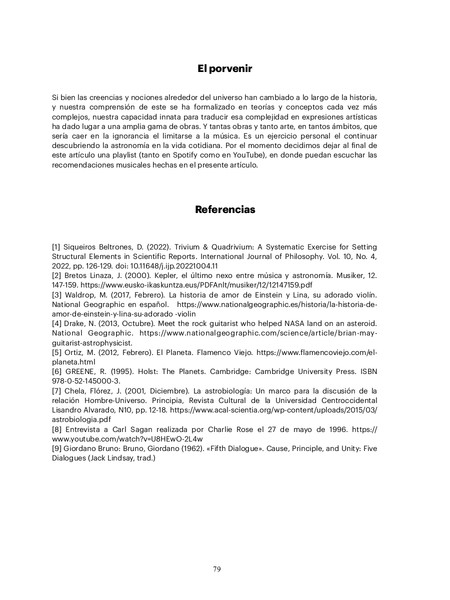 El porvenir
Si bien las creencias y nociones alrededor del universo han cambiado a lo largo de la historia,
y nuestra comprensión de este se ha formalizado en teorías y conceptos cada vez más
complejos, nuestra capacidad innata para traducir esa complejidad en expresiones artísticas
ha dado lugar a una amplia gama de obras. Y tantas obras y tanto arte, en tantos ámbitos, que
sería caer en la ignorancia el limitarse a la música. Es un ejercicio personal el continuar
descubriendo la astronomía en la vida cotidiana. Por el momento decidimos dejar al final de
este artículo una playlist (tanto en Spotify como en YouTube), en donde puedan escuchar las
recomendaciones musicales hechas en el presente artículo.
Referencias
[1] Siqueiros Beltrones, D. (2022). Trivium & Quadrivium: A Systematic Exercise for Setting
Structural Elements in Scientific Reports. International Journal of Philosophy. Vol. 10, No. 4,
2022, pp. 126-129. doi: 10.11648/j.ijp.20221004.11
[2] Bretos Linaza, J. (2000). Kepler, el último nexo entre música y astronomía. Musiker, 12.
147-159. https://www.eusko-ikaskuntza.eus/PDFAnlt/musiker/12/12147159.pdf
[3] Waldrop, M. (2017, Febrero). La historia de amor de Einstein y Lina, su adorado violín.
National Geographic en español. https://www.nationalgeographic.es/historia/la-historia-de-
amor-de-einstein-y-lina-su-adorado -violin
[4] Drake, N. (2013, Octubre). Meet the rock guitarist who helped NASA land on an asteroid.
National Geographic. https://www.nationalgeographic.com/science/article/brian-may-
guitarist-astrophysicist.
[5] Ortiz, M. (2012, Febrero). El Planeta. Flamenco Viejo. https://www.flamencoviejo.com/el-
planeta.html
[6] GREENE, R. (1995). Holst: The Planets. Cambridge: Cambridge University Press. ISBN
978-0-52-145000-3.
[7] Chela, Flórez, J. (2001, Diciembre). La astrobiología: Un marco para la discusión de la
relación Hombre-Universo. Principia, Revista Cultural de la Universidad Centroccidental
Lisandro Alvarado, N10, pp. 12-18. https://www.acal-scientia.org/wp-content/uploads/2015/03/
astrobiologia.pdf
[8] Entrevista a Carl Sagan realizada por Charlie Rose el 27 de mayo de 1996. https://
www.youtube.com/watch?v=U8HEwO-2L4w
[9] Giordano Bruno: Bruno, Giordano (1962). «Fifth Dialogue». Cause, Principle, and Unity: Five
Dialogues (Jack Lindsay, trad.)
79